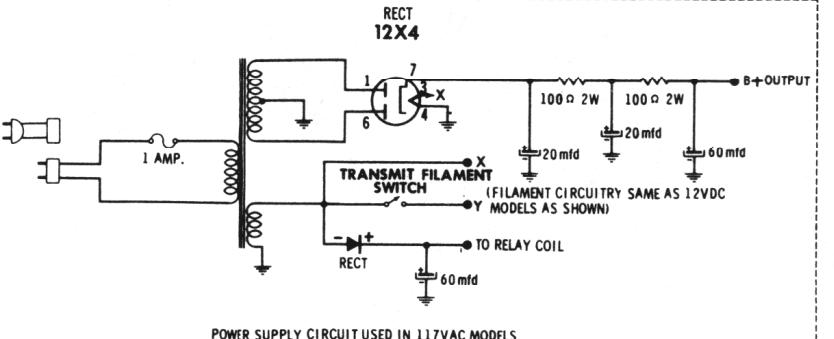 RECT
12X4
7
1
3
X
6
4
B+OUTPUT
100Ω 2W
100Ω 2W
20mfd
20mfd
60mfd
1 AMP.
X
TRANSMIT FILAMENT
SWITCH
(FILAMENT CIRCUITRY SAME AS 12VDC
Y MODELS AS SHOWN)
- +
TO RELAY COIL
RECT
+
60mfd
POWER SUPPLY CIRCUIT USED IN 117VAC MODELS